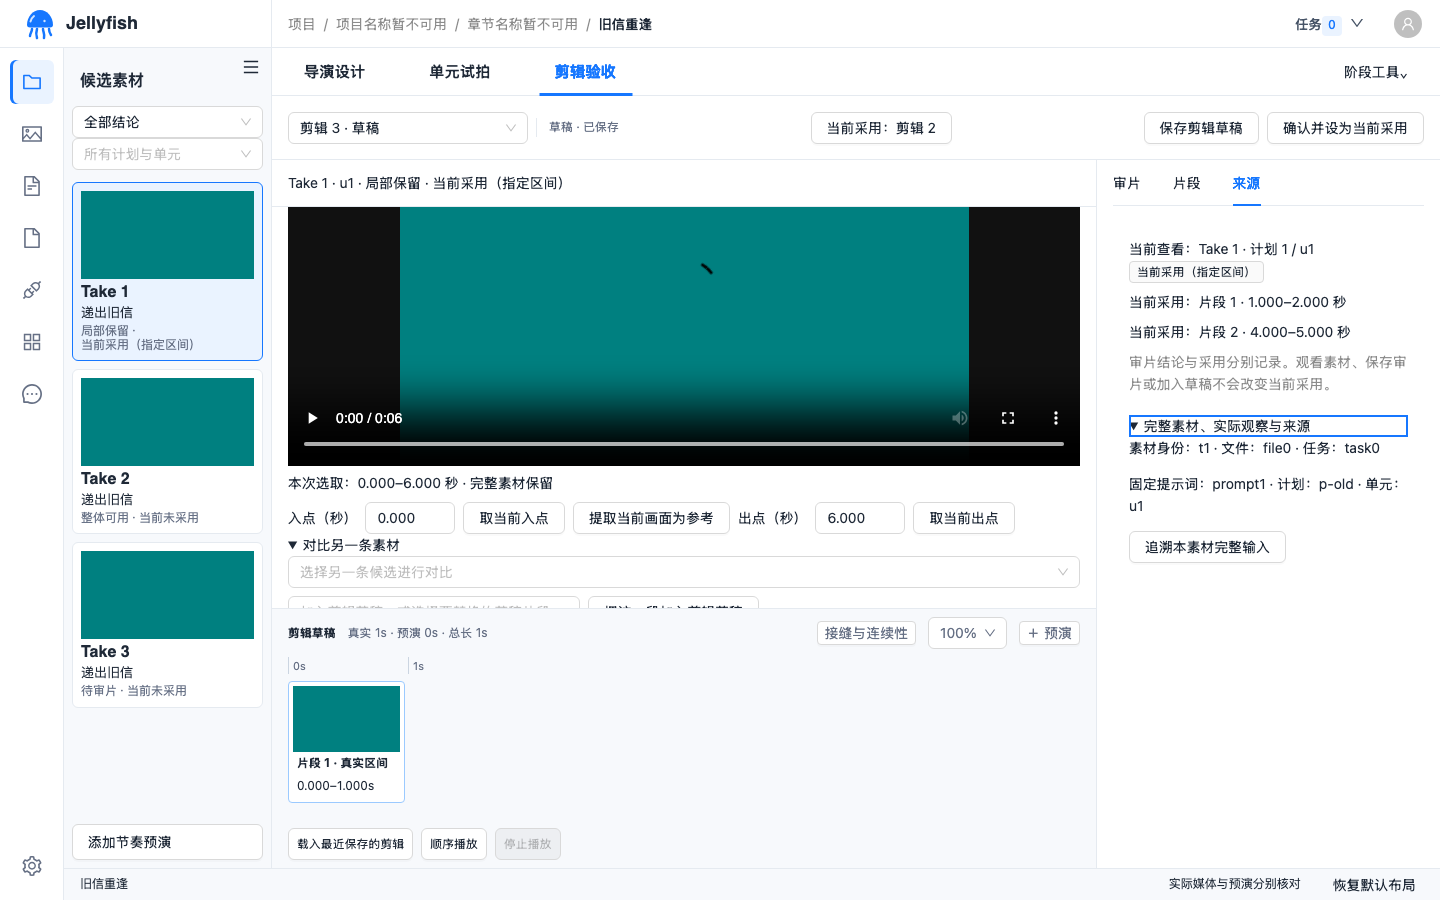 Jellyfish
项目 / 项目名称暂不可用 / 章节名称暂不可用 / 旧信重逢
任务 0
候选素材
全部结论
所有计划与单元
Take 1
递出旧信
局部保留 ·
当前采用（指定区间）
Take 2
递出旧信
整体可用 · 当前未采用
Take 3
递出旧信
待审片 · 当前未采用
添加节奏预演
导演设计
单元试拍
剪辑验收
阶段工具
剪辑 3 · 草稿
草稿 · 已保存
当前采用：剪辑 2
保存剪辑草稿
确认并设为当前采用
Take 1 · u1 · 局部保留 · 当前采用（指定区间）
0:00 / 0:06
本次选取：0.000–6.000 秒 · 完整素材保留
入点（秒） 0.000 取当前入点 提取当前画面为参考 出点（秒） 6.000 取当前出点
对比另一条素材
选择另一条候选进行对比
剪辑草稿 真实 1s · 预演 0s · 总长 1s
接缝与连续性
100%
+ 预演
0s 1s
片段 1 · 真实区间
0.000–1.000s
载入最近保存的剪辑 顺序播放 停止播放
审片 片段 来源
当前查看：Take 1 · 计划 1 / u1
当前采用（指定区间）
当前采用：片段 1 · 1.000–2.000 秒
当前采用：片段 2 · 4.000–5.000 秒
审片结论与采用分别记录。观看素材、保存审
片或加入草稿不会改变当前采用。
完整素材、实际观察与来源
素材身份：t1 · 文件：file0 · 任务：task0
固定提示词：prompt1 · 计划：p-old · 单元：
u1
追溯本素材完整输入
旧信重逢
实际媒体与预演分别核对
恢复默认布局